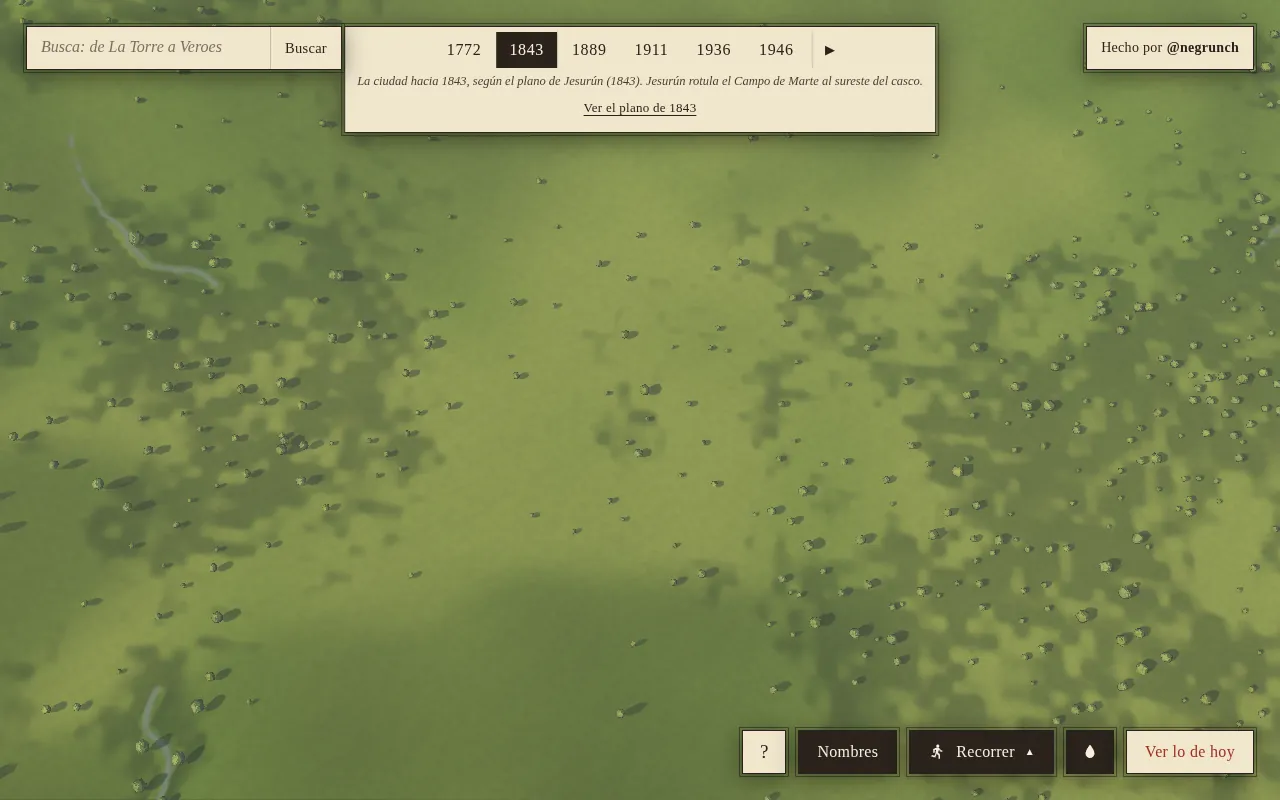 Busca: de La Torre a Veroes
Buscar
1772 1843 1889 1911 1936 1946 ▶
La ciudad hacia 1843, según el plano de Jesurún (1843). Jesurún rotula el Campo de Marte al sureste del casco.
Ver el plano de 1843
Hecho por @negrunch
?
Nombres
Recorrer ▲
Ver lo de hoy